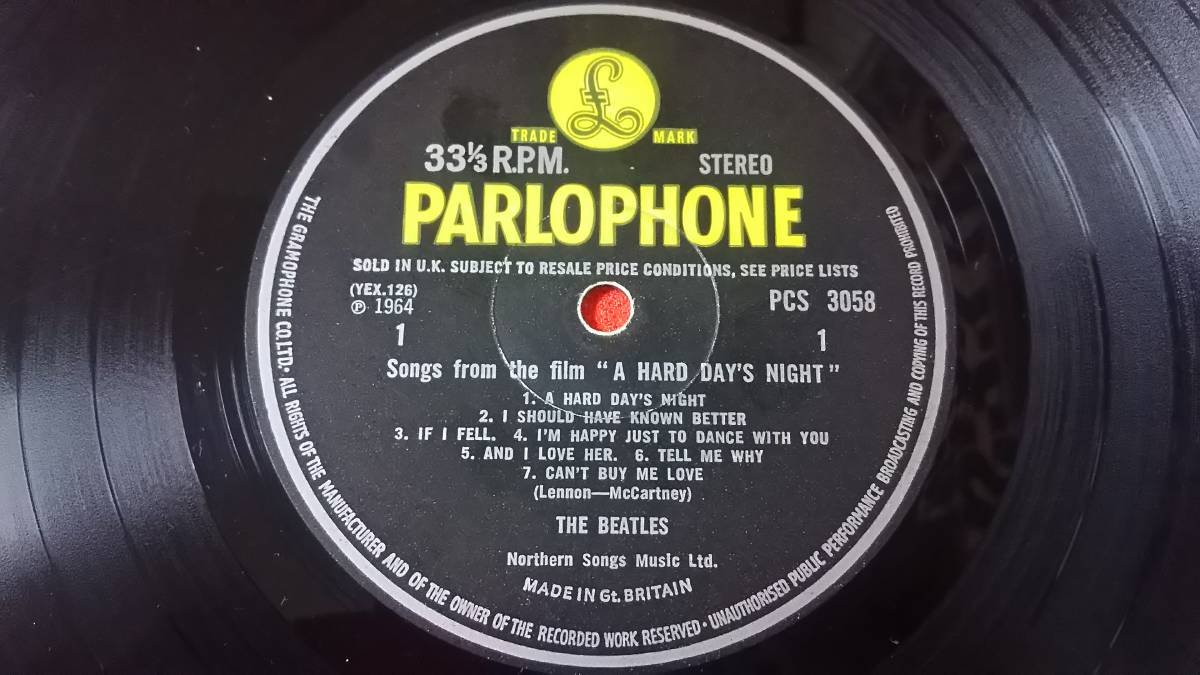 £
TRADE MARK
33⅓ R.P.M. STEREO
PARLOPHONE
SOLD IN U.K. SUBJECT TO RESALE PRICE CONDITIONS, SEE PRICE LISTS
(YEX.126)
℗ 1964 PCS 3058
1 1
Songs from the film "A HARD DAY'S NIGHT"
1. A HARD DAY'S NIGHT
2. I SHOULD HAVE KNOWN BETTER
3. IF I FELL. 4. I'M HAPPY JUST TO DANCE WITH YOU
5. AND I LOVE HER. 6. TELL ME WHY
7. CAN'T BUY ME LOVE
(Lennon—McCartney)
THE BEATLES
Northern Songs Music Ltd.
MADE IN Gt. BRITAIN
THE GRAMOPHONE CO. LTD. · ALL RIGHTS OF THE MANUFACTURER AND OF THE OWNER OF THE RECORDED WORK RESERVED · UNAUTHORISED PUBLIC PERFORMANCE BROADCASTING AND COPYING OF THIS RECORD PROHIBITED